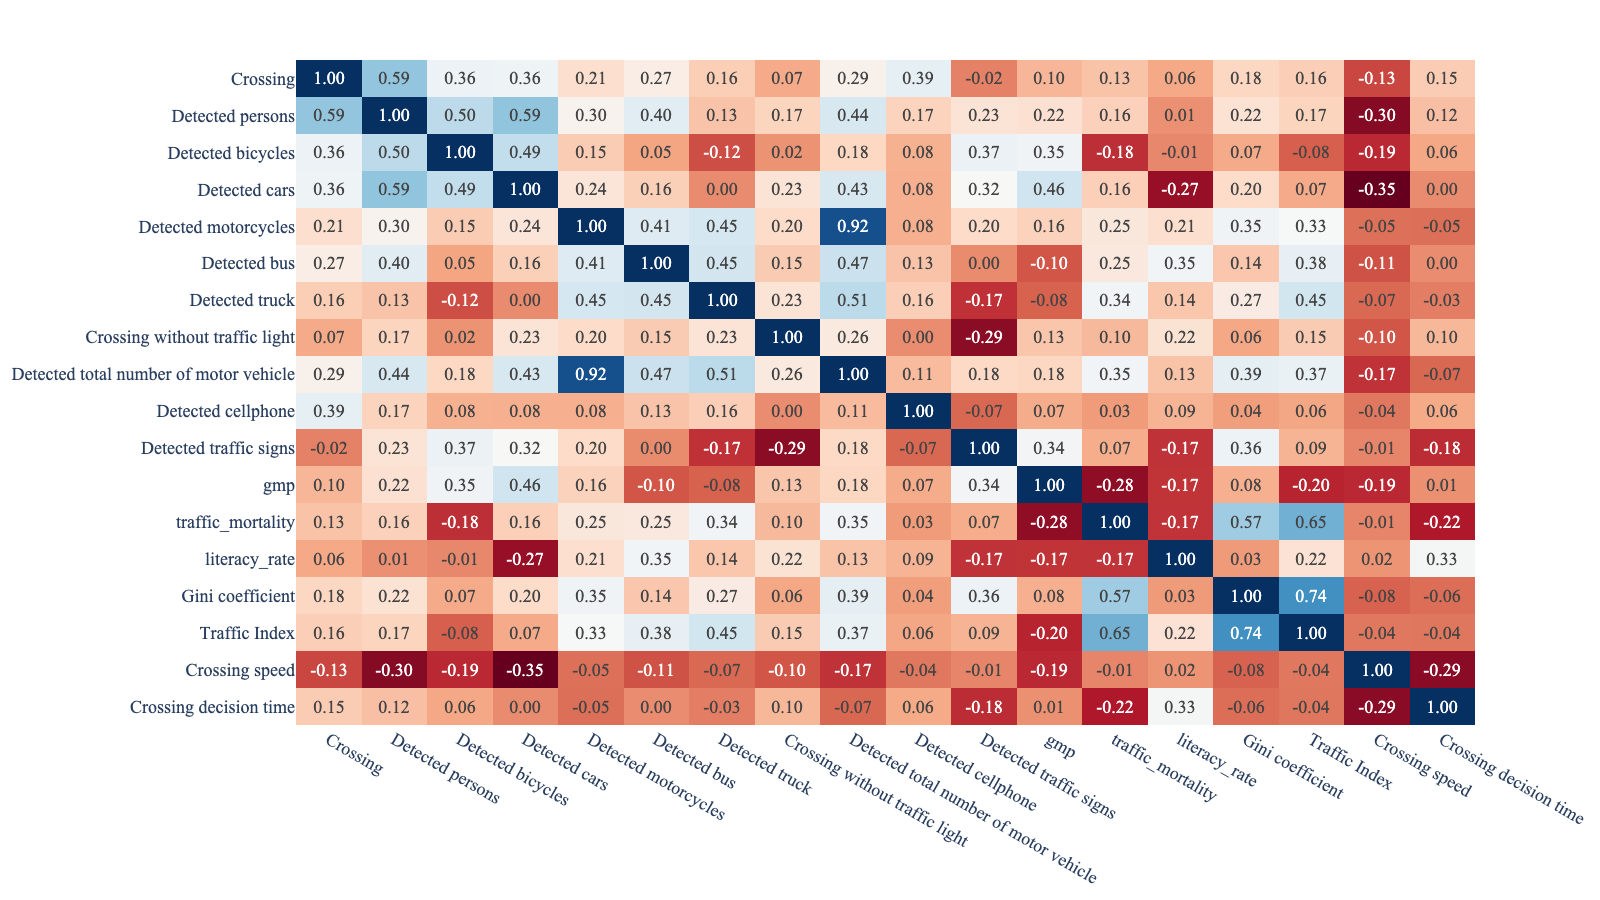 Crossing 1.00 0.59 0.36 0.36 0.21 0.27 0.16 0.07 0.29 0.39 -0.02 0.10 0.13 0.06 0.18 0.16 -0.13 0.15
Detected persons 0.59 1.00 0.50 0.59 0.30 0.40 0.13 0.17 0.44 0.17 0.23 0.22 0.16 0.01 0.22 0.17 -0.30 0.12
Detected bicycles 0.36 0.50 1.00 0.49 0.15 0.05 -0.12 0.02 0.18 0.08 0.37 0.35 -0.18 -0.01 0.07 -0.08 -0.19 0.06
Detected cars 0.36 0.59 0.49 1.00 0.24 0.16 0.00 0.23 0.43 0.08 0.32 0.46 0.16 -0.27 0.20 0.07 -0.35 0.00
Detected motorcycles 0.21 0.30 0.15 0.24 1.00 0.41 0.45 0.20 0.92 0.08 0.20 0.16 0.25 0.21 0.35 0.33 -0.05 -0.05
Detected bus 0.27 0.40 0.05 0.16 0.41 1.00 0.45 0.15 0.47 0.13 0.00 -0.10 0.25 0.35 0.14 0.38 -0.11 0.00
Detected truck 0.16 0.13 -0.12 0.00 0.45 0.45 1.00 0.23 0.51 0.16 -0.17 -0.08 0.34 0.14 0.27 0.45 -0.07 -0.03
Crossing without traffic light 0.07 0.17 0.02 0.23 0.20 0.15 0.23 1.00 0.26 0.00 -0.29 0.13 0.10 0.22 0.06 0.15 -0.10 0.10
Detected total number of motor vehicle 0.29 0.44 0.18 0.43 0.92 0.47 0.51 0.26 1.00 0.11 0.18 0.18 0.35 0.13 0.39 0.37 -0.17 -0.07
Detected cellphone 0.39 0.17 0.08 0.08 0.08 0.13 0.16 0.00 0.11 1.00 -0.07 0.07 0.03 0.09 0.04 0.06 -0.04 0.06
Detected traffic signs -0.02 0.23 0.37 0.32 0.20 0.00 -0.17 -0.29 0.18 -0.07 1.00 0.34 0.07 -0.17 0.36 0.09 -0.01 -0.18
gmp 0.10 0.22 0.35 0.46 0.16 -0.10 -0.08 0.13 0.18 0.07 0.34 1.00 -0.28 -0.17 0.08 -0.20 -0.19 0.01
traffic_mortality 0.13 0.16 -0.18 0.16 0.25 0.25 0.34 0.10 0.35 0.03 0.07 -0.28 1.00 -0.17 0.57 0.65 -0.01 -0.22
literacy_rate 0.06 0.01 -0.01 -0.27 0.21 0.35 0.14 0.22 0.13 0.09 -0.17 -0.17 -0.17 1.00 0.03 0.22 0.02 0.33
Gini coefficient 0.18 0.22 0.07 0.20 0.35 0.14 0.27 0.06 0.39 0.04 0.36 0.08 0.57 0.03 1.00 0.74 -0.08 -0.06
Traffic Index 0.16 0.17 -0.08 0.07 0.33 0.38 0.45 0.15 0.37 0.06 0.09 -0.20 0.65 0.22 0.74 1.00 -0.04 -0.04
Crossing speed -0.13 -0.30 -0.19 -0.35 -0.05 -0.11 -0.07 -0.10 -0.17 -0.04 -0.01 -0.19 -0.01 0.02 -0.08 -0.04 1.00 -0.29
Crossing decision time 0.15 0.12 0.06 0.00 -0.05 0.00 -0.03 0.10 -0.07 0.06 -0.18 0.01 -0.22 0.33 -0.06 -0.04 -0.29 1.00
Crossing
Detected persons
Detected bicycles
Detected cars
Detected motorcycles
Detected bus
Detected truck
Crossing without traffic light
Detected total number of motor vehicle
Detected cellphone
Detected traffic signs
gmp
traffic_mortality
literacy_rate
Gini coefficient
Traffic Index
Crossing speed
Crossing decision time